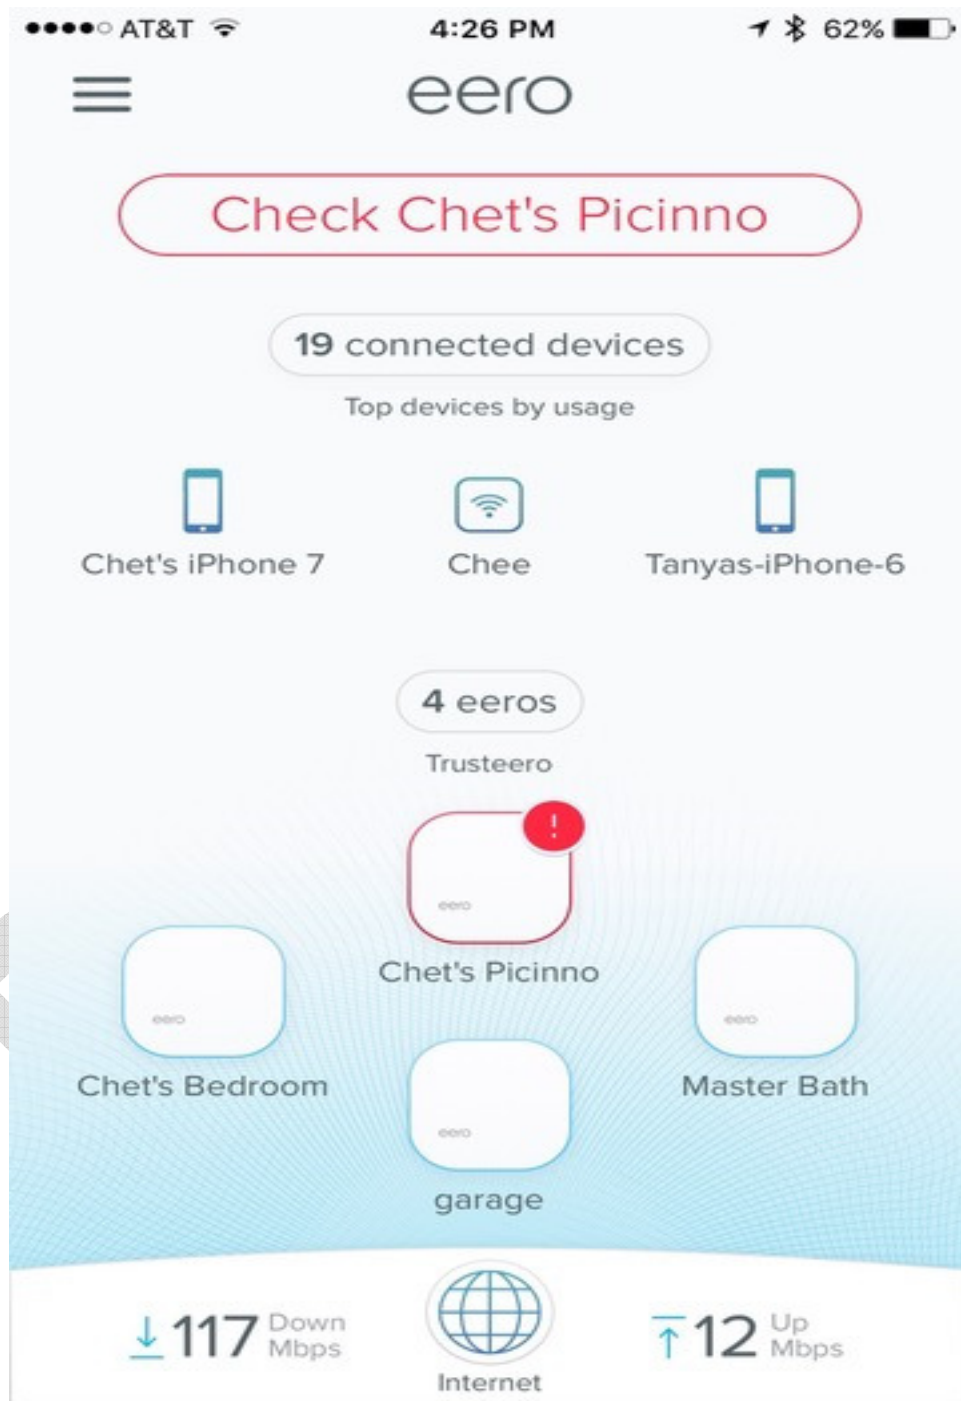 AT&T 4:26 PM 62%
eero
Check Chet's Picinno
19 connected devices
Top devices by usage
Chet's iPhone 7 Chee Tanyas-iPhone-6
4 eeros
Trusteero
!
eero
Chet's Picinno
eero eero
Chet's Bedroom Master Bath
eero
garage
117 Down Mbps 12 Up Mbps
Internet